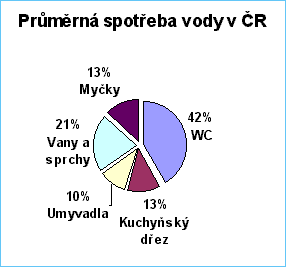 Průměrná spotřeba vody v ČR
13%
Myčky
42%
WC
21%
Vany a
sprchy
10%
Umyvadla
13%
Kuchyňský
dřez